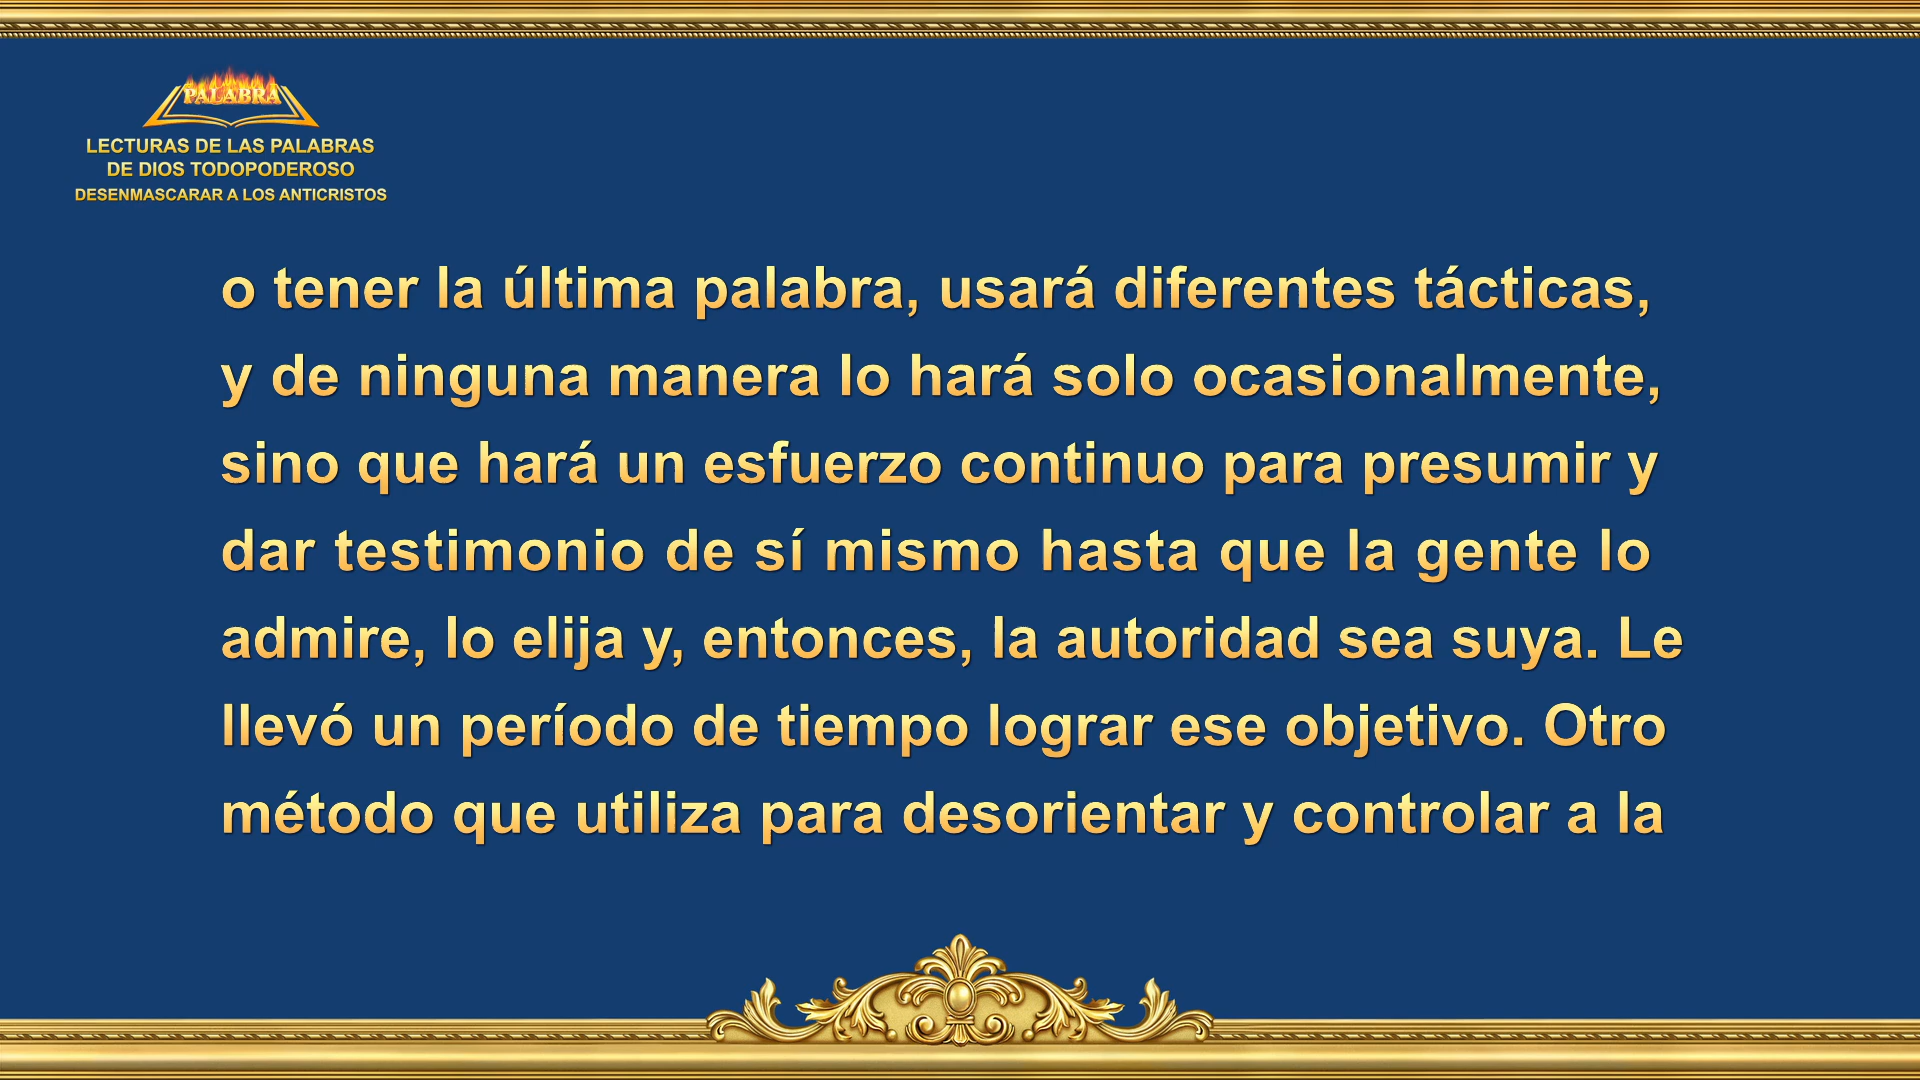 PALABRA
LECTURAS DE LAS PALABRAS
DE DIOS TODOPODEROSO
DESENMASCARAR A LOS ANTICRISTOS
o tener la última palabra, usará diferentes tácticas,
y de ninguna manera lo hará solo ocasionalmente,
sino que hará un esfuerzo continuo para presumir y
dar testimonio de sí mismo hasta que la gente lo
admire, lo elija y, entonces, la autoridad sea suya. Le
llevó un período de tiempo lograr ese objetivo. Otro
método que utiliza para desorientar y controlar a la